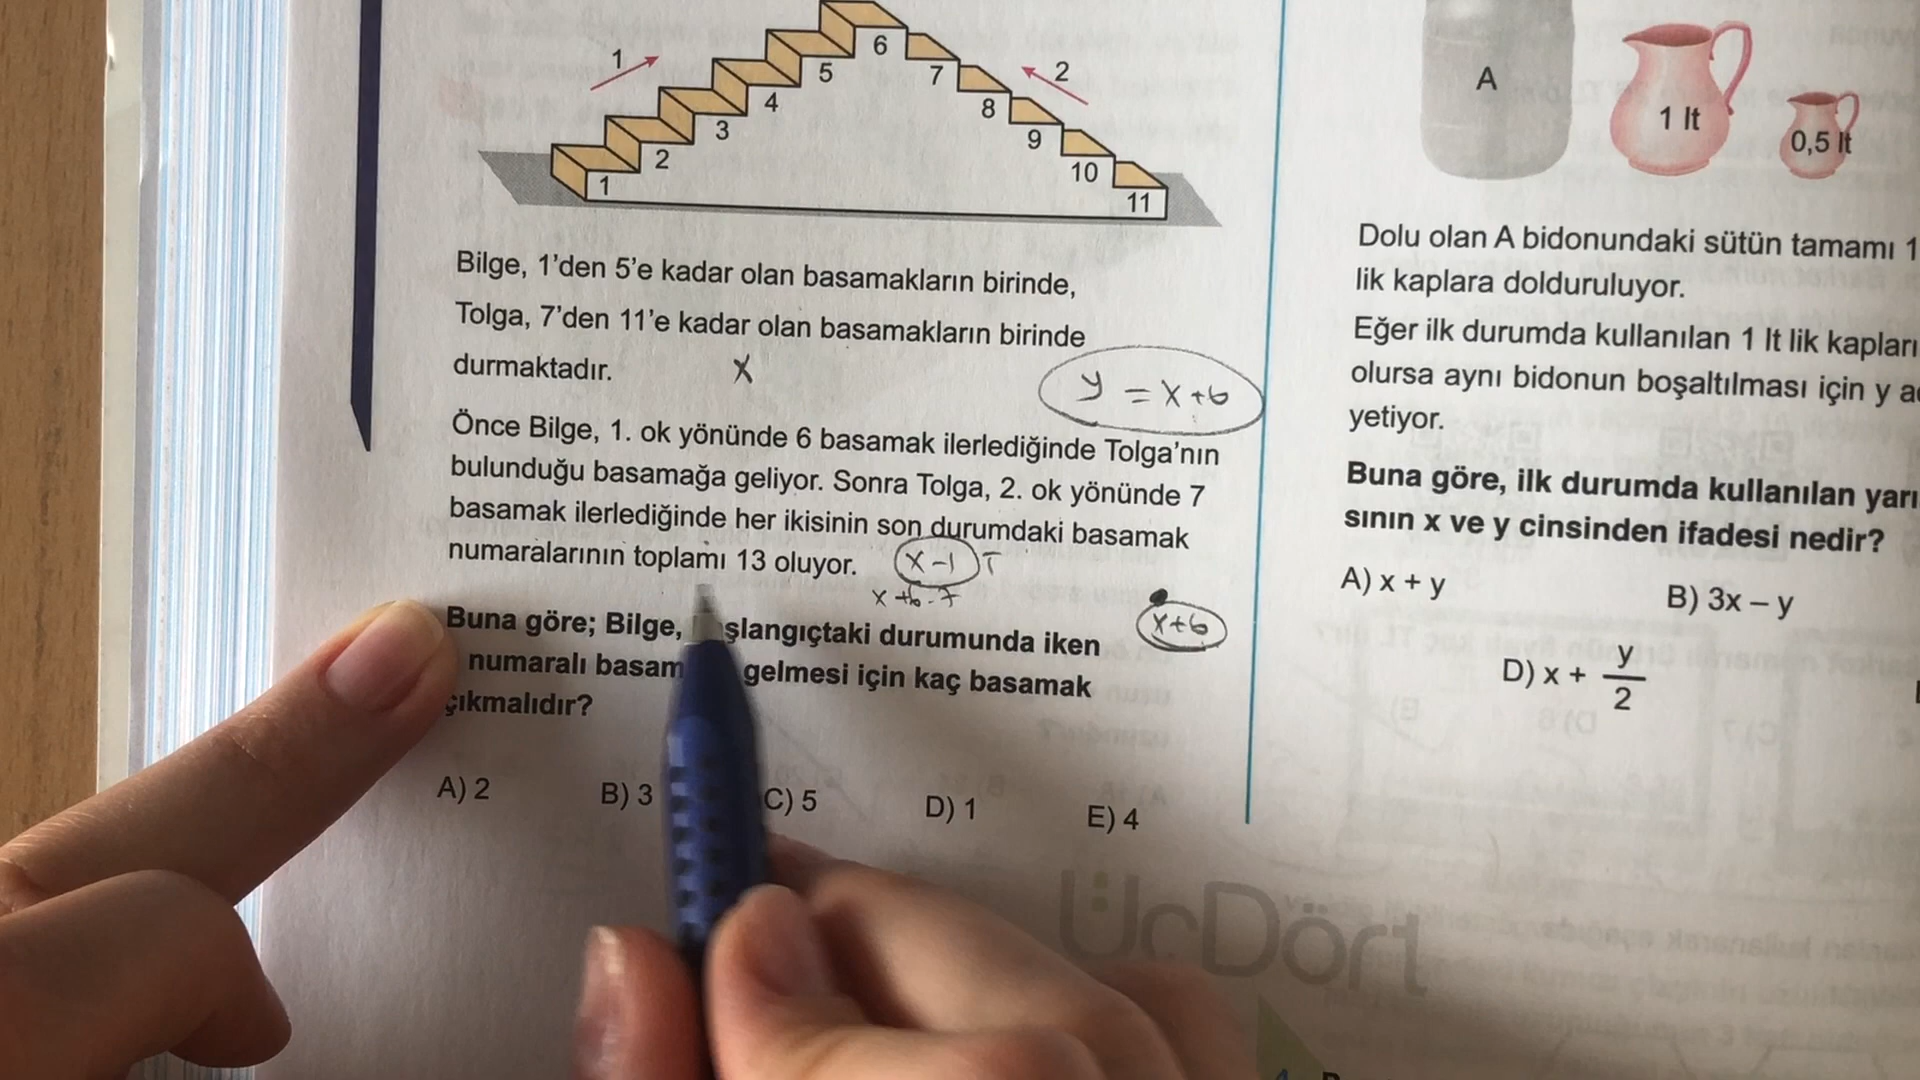 1
2
6
5
7
4
8
3
9
2
10
1
11
Bilge, 1'den 5'e kadar olan basamakların birinde,
Tolga, 7'den 11'e kadar olan basamakların birinde
durmaktadır.
x
y = x+6
Önce Bilge, 1. ok yönünde 6 basamak ilerlediğinde Tolga'nın
bulunduğu basamağa geliyor. Sonra Tolga, 2. ok yönünde 7
basamak ilerlediğinde her ikisinin son durumdaki basamak
numaralarının toplamı 13 oluyor.
x-1 T
x+6-7
x+6
Buna göre; Bilge, şlangıçtaki durumunda iken
numaralı basam gelmesi için kaç basamak
çıkmalıdır?
A) 2 B) 3 C) 5 D) 1 E) 4
ÜçDört
A
1 lt
0,5 lt
Dolu olan A bidonundaki sütün tamamı 1
lik kaplara dolduruluyor.
Eğer ilk durumda kullanılan 1 lt lik kapları
olursa aynı bidonun boşaltılması için y
yetiyor.
Buna göre, ilk durumda kullanılan yarı
sının x ve y cinsinden ifadesi nedir?
A) x + y B) 3x – y
D) x + y/2